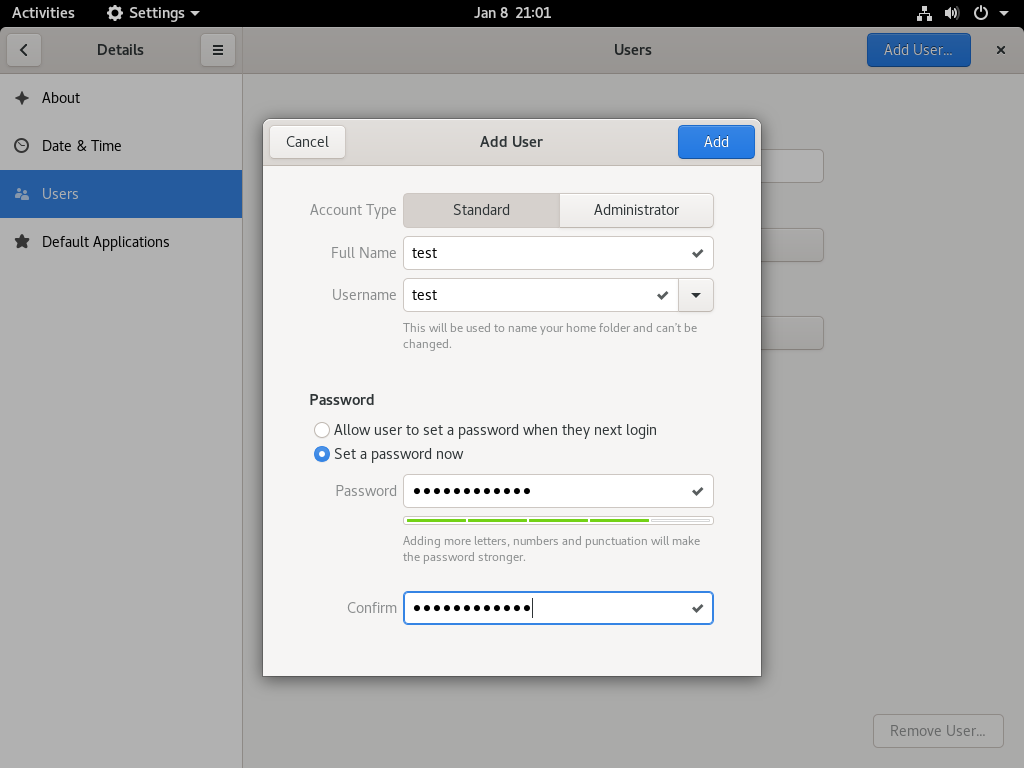 Activities Settings Jan 8 21:01
Details Users Add User...
About
Date & Time
Users
Default Applications
Cancel Add User Add
Account Type Standard Administrator
Full Name test
Username test
This will be used to name your home folder and can't be
changed.
Password
Allow user to set a password when they next login
Set a password now
Password ●●●●●●●●●●●●
Adding more letters, numbers and punctuation will make
the password stronger.
Confirm ●●●●●●●●●●●●
Remove User...